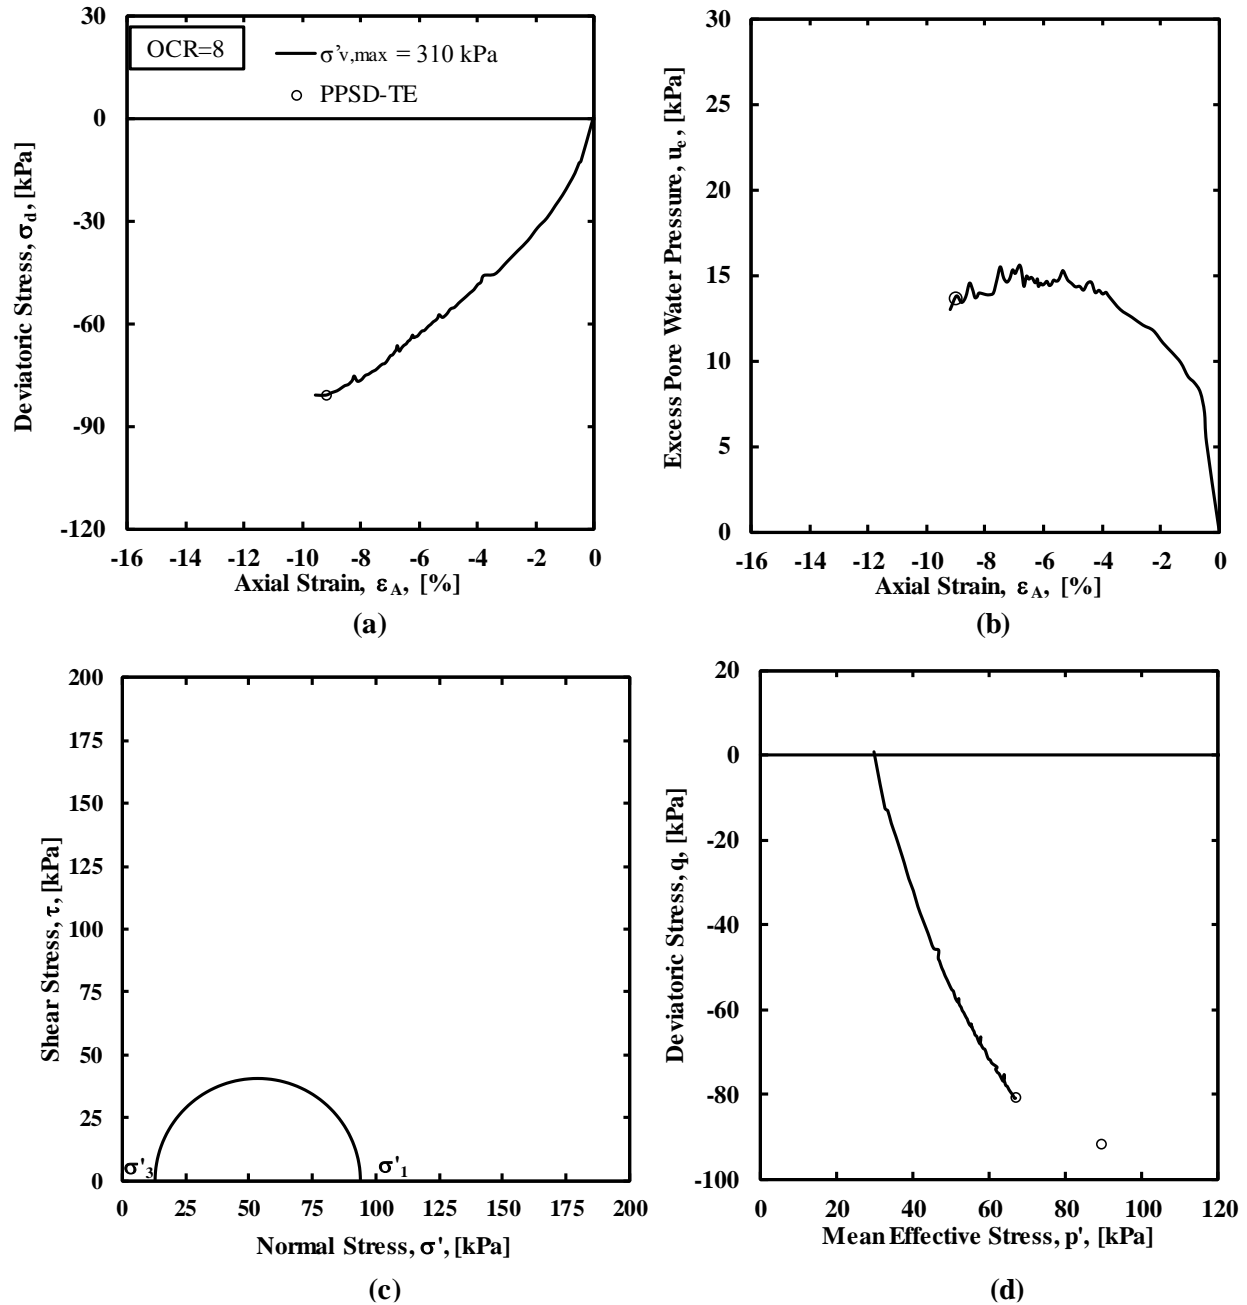 OCR=8
σ'v,max = 310 kPa
PPSD-TE
Deviatoric Stress, σd, [kPa]
30
0
-30
-60
-90
-120
-16 -14 -12 -10 -8 -6 -4 -2 0
Axial Strain, εA, [%]
(a)
Excess Pore Water Pressure, ue, [kPa]
30
25
20
15
10
5
0
-16 -14 -12 -10 -8 -6 -4 -2 0
Axial Strain, εA, [%]
(b)
Shear Stress, τ, [kPa]
200
175
150
125
100
75
50
25
0
σ'3
σ'1
0 25 50 75 100 125 150 175 200
Normal Stress, σ', [kPa]
(c)
Deviatoric Stress, q, [kPa]
20
0
-20
-40
-60
-80
-100
0 20 40 60 80 100 120
Mean Effective Stress, p', [kPa]
(d)